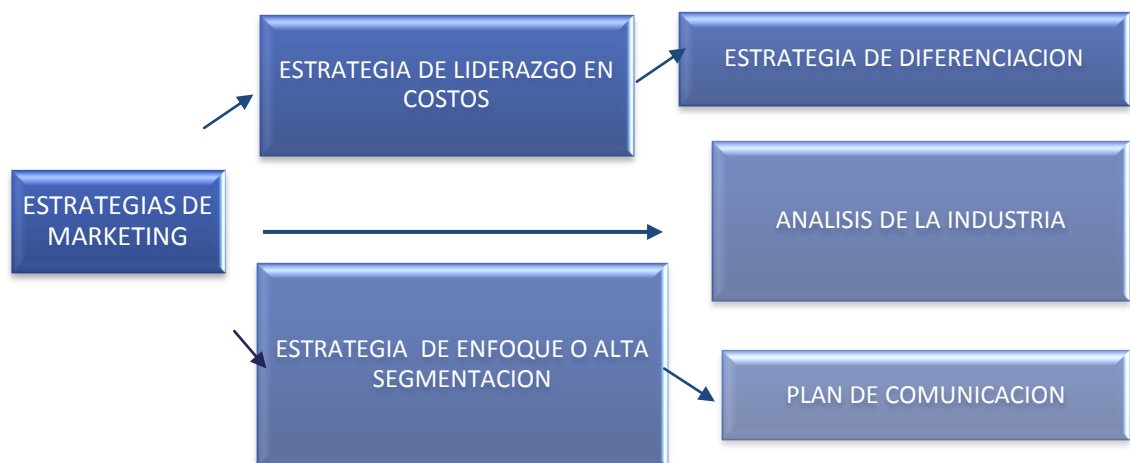 ESTRATEGIA DE LIDERAZGO EN
COSTOS
ESTRATEGIA DE DIFERENCIACION
ESTRATEGIAS DE
MARKETING
ANALISIS DE LA INDUSTRIA
ESTRATEGIA  DE ENFOQUE O ALTA
SEGMENTACION
PLAN DE COMUNICACION